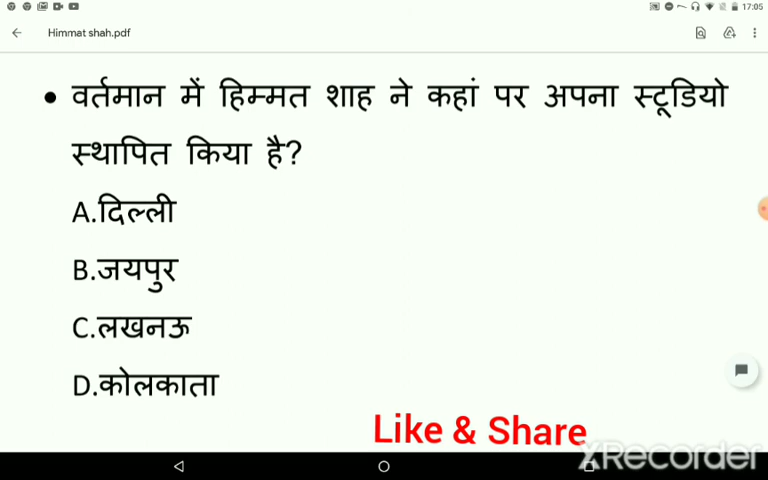 17:05
Himmat shah.pdf
• वर्तमान में हिम्मत शाह ने कहां पर अपना स्टूडियो
स्थापित किया है?
A.दिल्ली
B.जयपुर
C.लखनऊ
D.कोलकाता
Like & Share
XRecorder